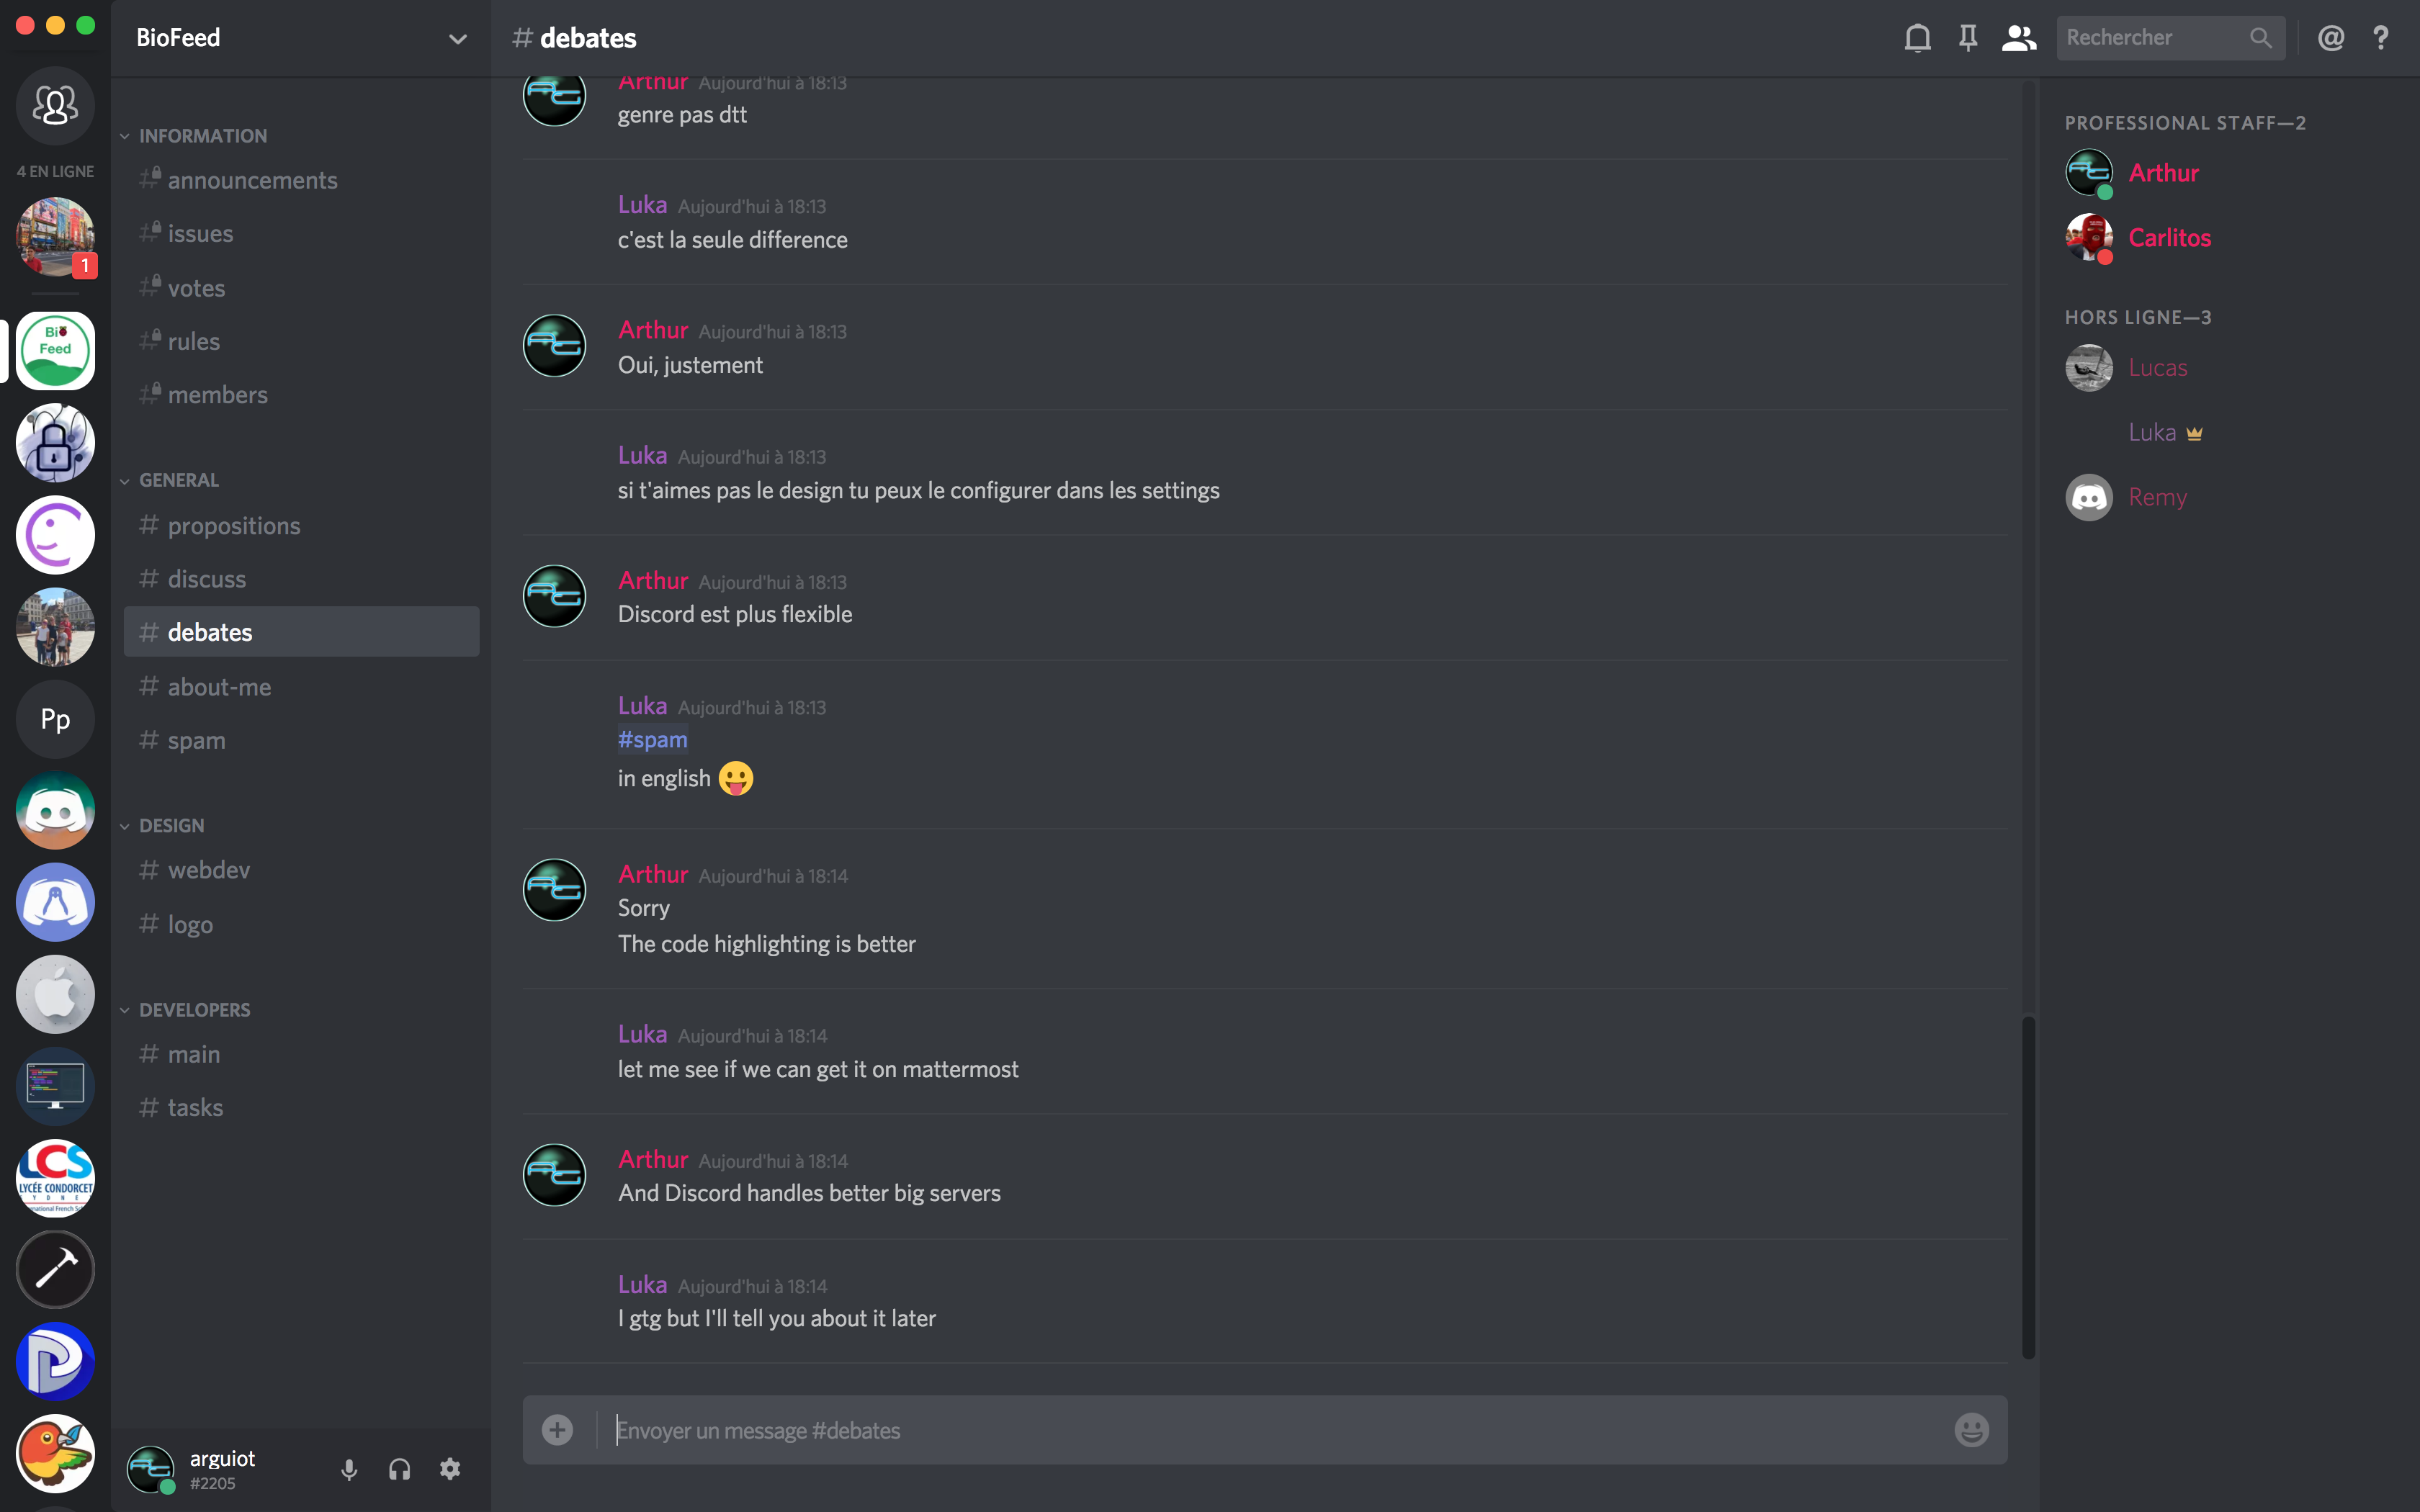 4 EN LIGNE
1
Bi
Feed
Pp
LCS
LYCÉE CONDORCET
YDNE
BioFeed
INFORMATION
announcements
issues
votes
rules
members
GENERAL
# propositions
# discuss
# debates
# about-me
# spam
DESIGN
# webdev
# logo
DEVELOPERS
# main
# tasks
arguiot
#2205
# debates
Rechercher
@ ?
Arthur Aujourd'hui à 18:13
genre pas dtt
Luka Aujourd'hui à 18:13
c'est la seule difference
Arthur Aujourd'hui à 18:13
Oui, justement
Luka Aujourd'hui à 18:13
si t'aimes pas le design tu peux le configurer dans les settings
Arthur Aujourd'hui à 18:13
Discord est plus flexible
Luka Aujourd'hui à 18:13
#spam
in english 😛
Arthur Aujourd'hui à 18:14
Sorry
The code highlighting is better
Luka Aujourd'hui à 18:14
let me see if we can get it on mattermost
Arthur Aujourd'hui à 18:14
And Discord handles better big servers
Luka Aujourd'hui à 18:14
I gtg but I'll tell you about it later
Envoyer un message #debates
PROFESSIONAL STAFF—2
Arthur
Carlitos
HORS LIGNE—3
Lucas
Luka
Remy